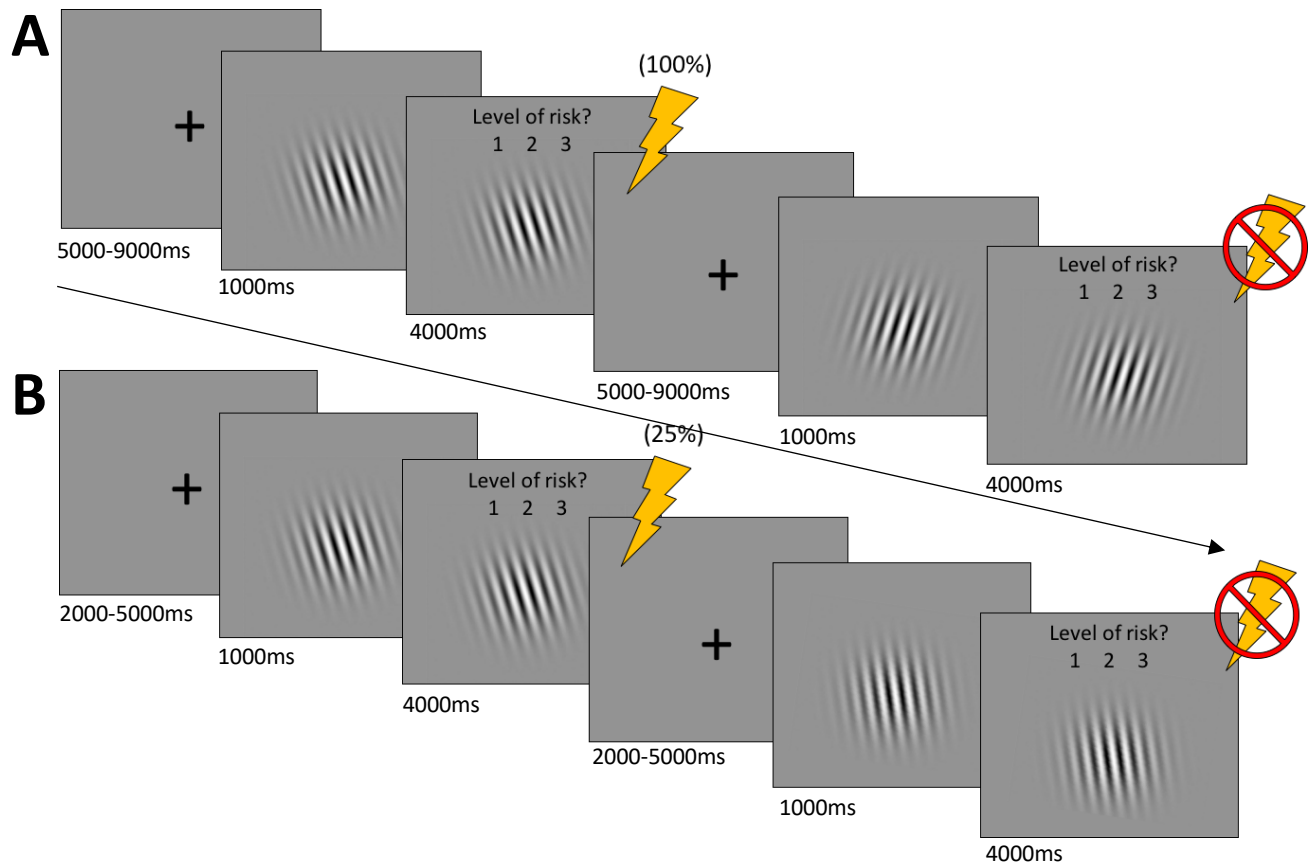 A
(100%)
Level of risk?
1 2 3
5000-9000ms
1000ms
4000ms
Level of risk?
1 2 3
5000-9000ms
1000ms
4000ms
B
(25%)
Level of risk?
1 2 3
2000-5000ms
1000ms
4000ms
Level of risk?
1 2 3
2000-5000ms
1000ms
4000ms